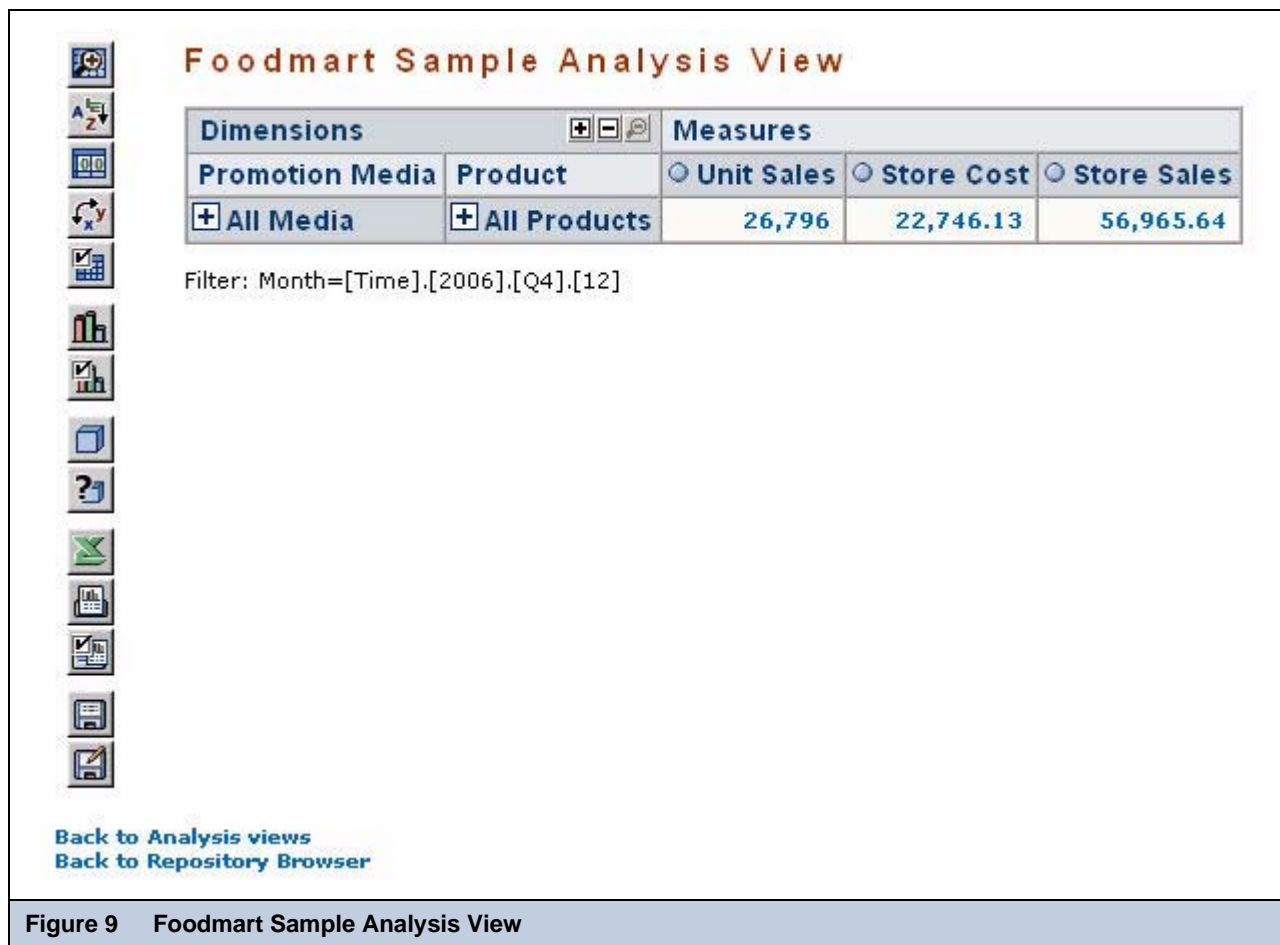 Foodmart Sample Analysis View
Dimensions Measures
Promotion Media Product Unit Sales Store Cost Store Sales
All Media All Products 26,796 22,746.13 56,965.64
Filter: Month=[Time].[2006].[Q4].[12]
Back to Analysis views
Back to Repository Browser
Figure 9 Foodmart Sample Analysis View